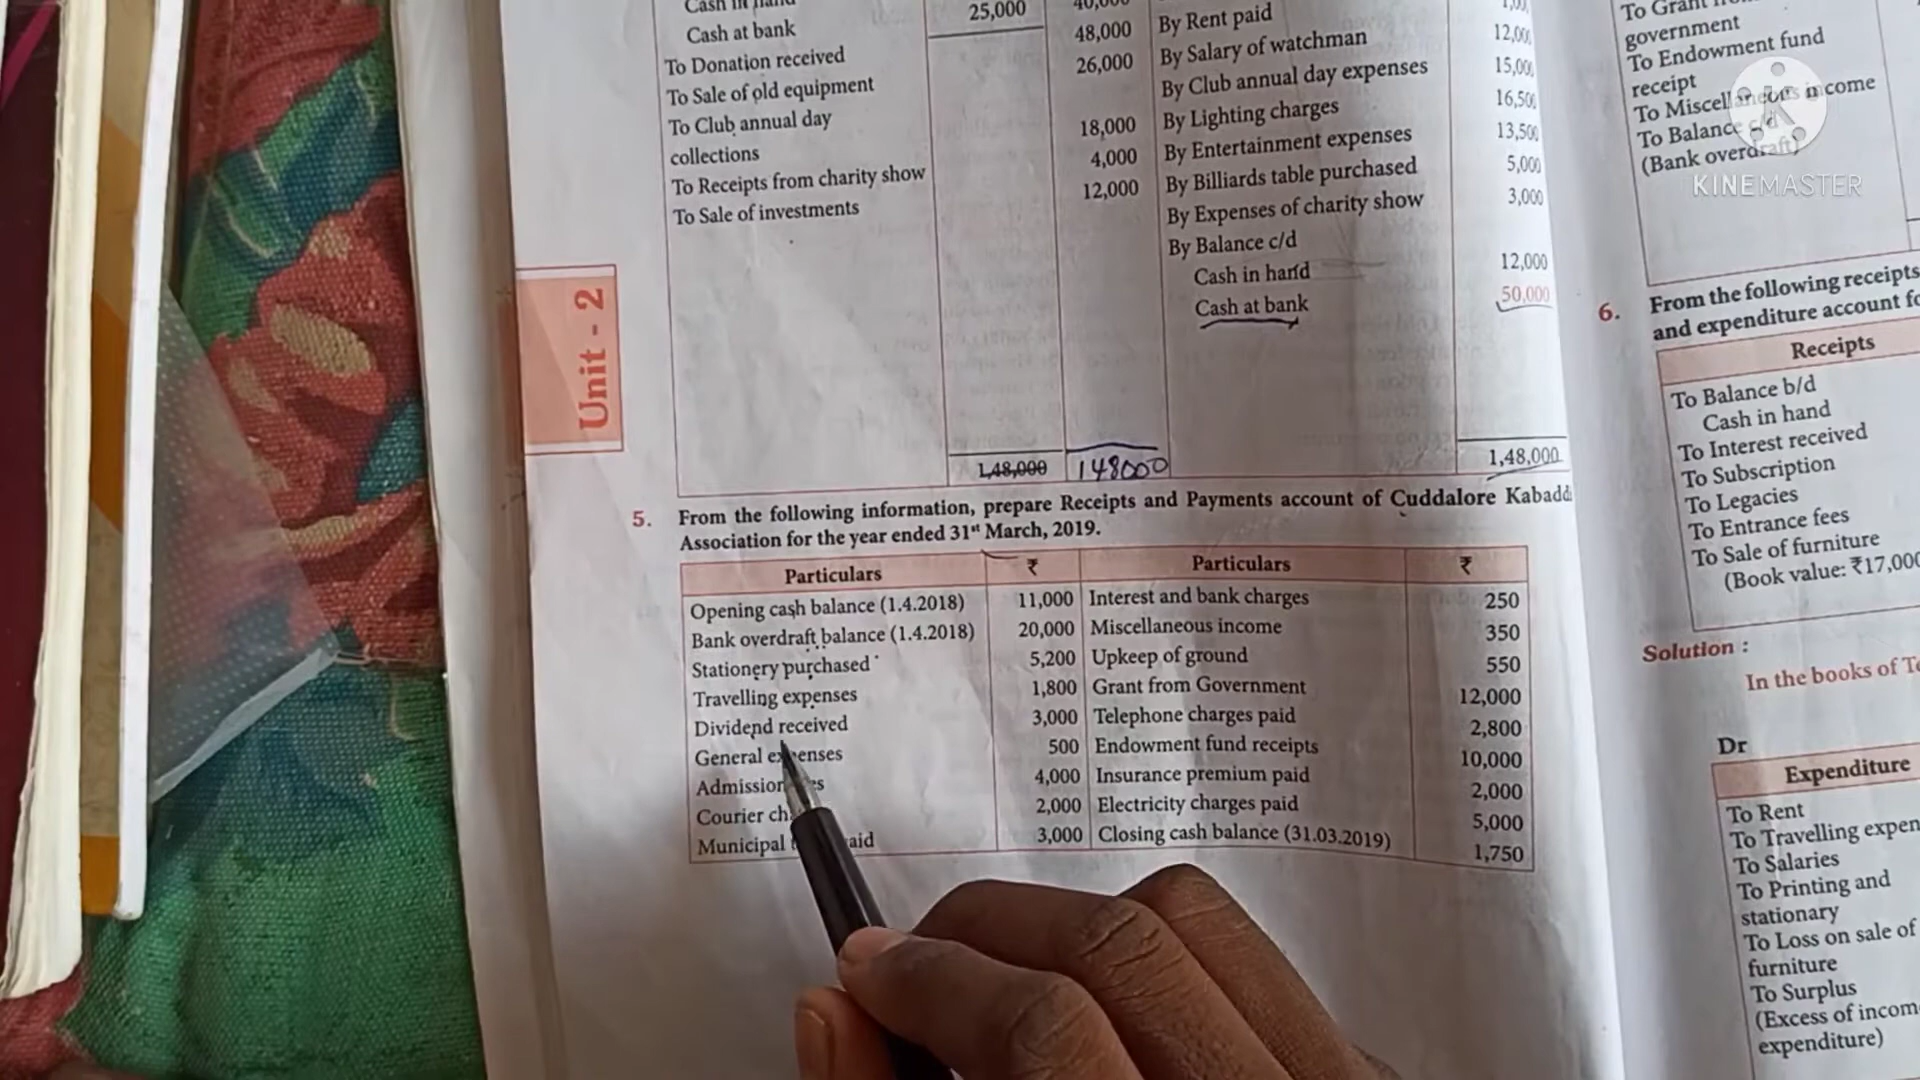 Cash at bank
To Donation received
To Sale of old equipment
To Club annual day
collections
To Receipts from charity show
To Sale of investments
25,000
48,000
26,000
18,000
4,000
12,000
1,48,000
148000
By Rent paid
By Salary of watchman
By Club annual day expenses
By Lighting charges
By Entertainment expenses
By Billiards table purchased
By Expenses of charity show
By Balance c/d
Cash in hand
Cash at bank
5,000
3,000
12,000
50,000
1,48,000
Unit - 2
5. From the following information, prepare Receipts and Payments account of Cuddalore Kabadd
Association for the year ended 31st March, 2019.
Particulars ₹ Particulars ₹
Opening cash balance (1.4.2018) 11,000 Interest and bank charges 250
Bank overdraft balance (1.4.2018) 20,000 Miscellaneous income 350
Stationery purchased 5,200 Upkeep of ground 550
Travelling expenses 1,800 Grant from Government 12,000
Dividend received 3,000 Telephone charges paid 2,800
General expenses 500 Endowment fund receipts 10,000
Admission 4,000 Insurance premium paid 2,000
Courier 2,000 Electricity charges paid 5,000
Municipal 3,000 Closing cash balance (31.03.2019) 1,750
government
To Endowment fund
receipt
To Miscellaneous income
To Balance c/d
(Bank overdraft)
KINEMASTER
6. From the following receipts
and expenditure account
Receipts
To Balance b/d
Cash in hand
To Interest received
To Subscription
To Legacies
To Entrance fees
To Sale of furniture
(Book value: ₹17,000
Solution :
In the books of
Dr
Expenditure
To Rent
To Travelling expen
To Salaries
To Printing and
stationary
To Loss on sale of
furniture
To Surplus
(Excess of incom
expenditure)